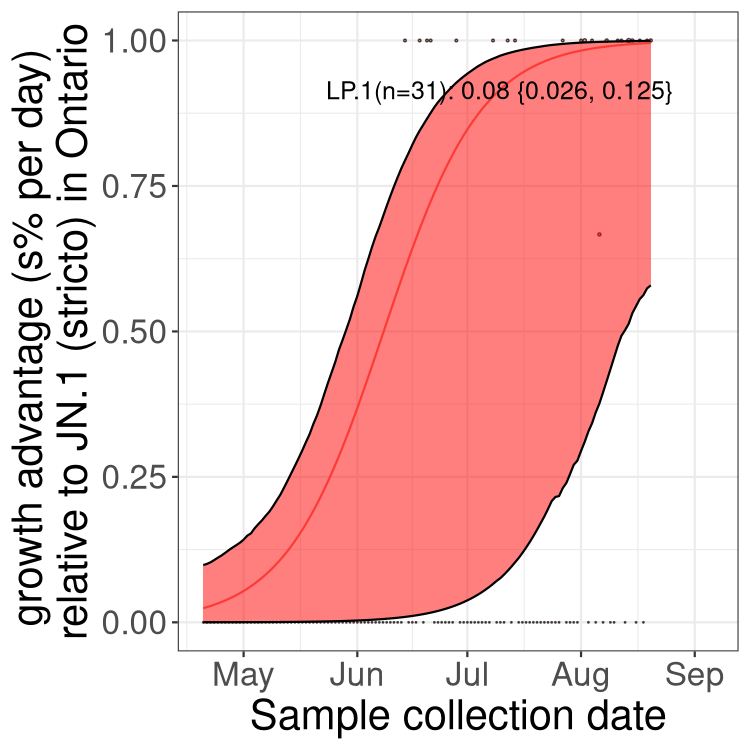 growth advantage (s% per day)
relative to JN.1 (stricto) in Ontario
1.00
0.75
0.50
0.25
0.00
LP.1(n=31): 0.08 {0.026, 0.125}
May Jun Jul Aug Sep
Sample collection date